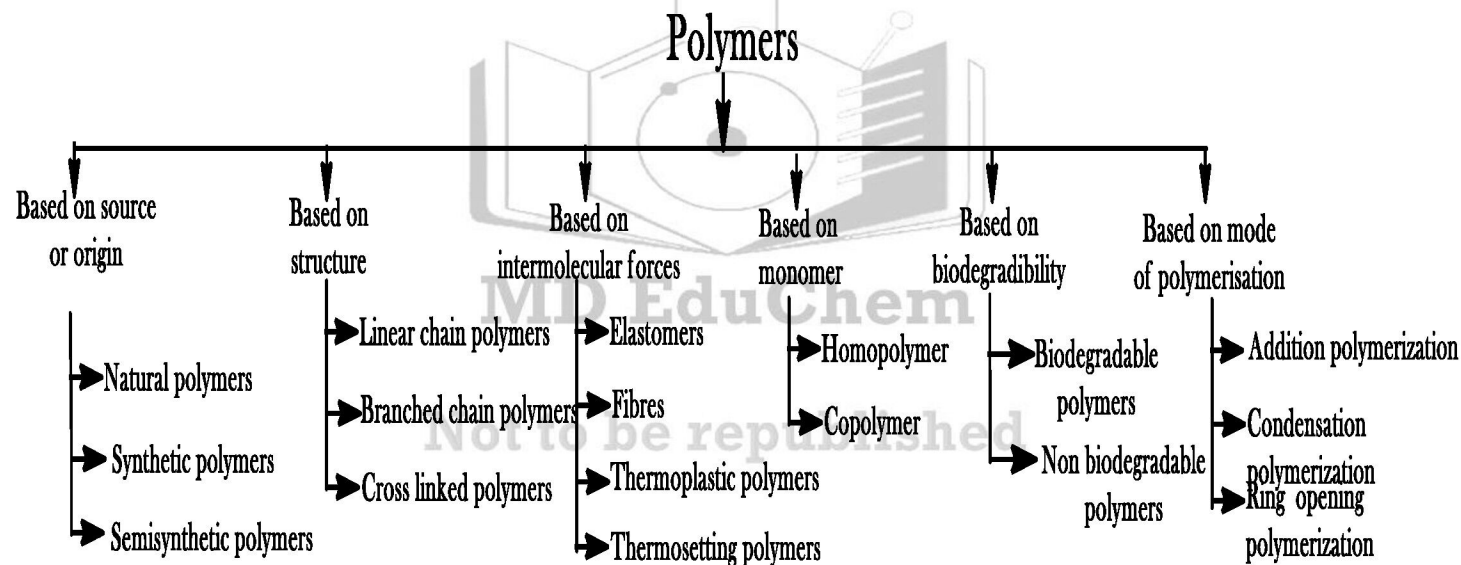 Polymers
Based on source
or origin
Natural polymers
Synthetic polymers
Semisynthetic polymers
Based on
structure
Linear chain polymers
Branched chain polymers
Cross linked polymers
Based on
intermolecular forces
Elastomers
Fibres
Thermoplastic polymers
Thermosetting polymers
Based on
monomer
Homopolymer
Copolymer
Based on
biodegradibility
Biodegradable
polymers
Non biodegradable
polymers
Based on mode
of polymerisation
Addition polymerization
Condensation
polymerization
Ring opening
polymerization
MD EduChem
Not to be republished